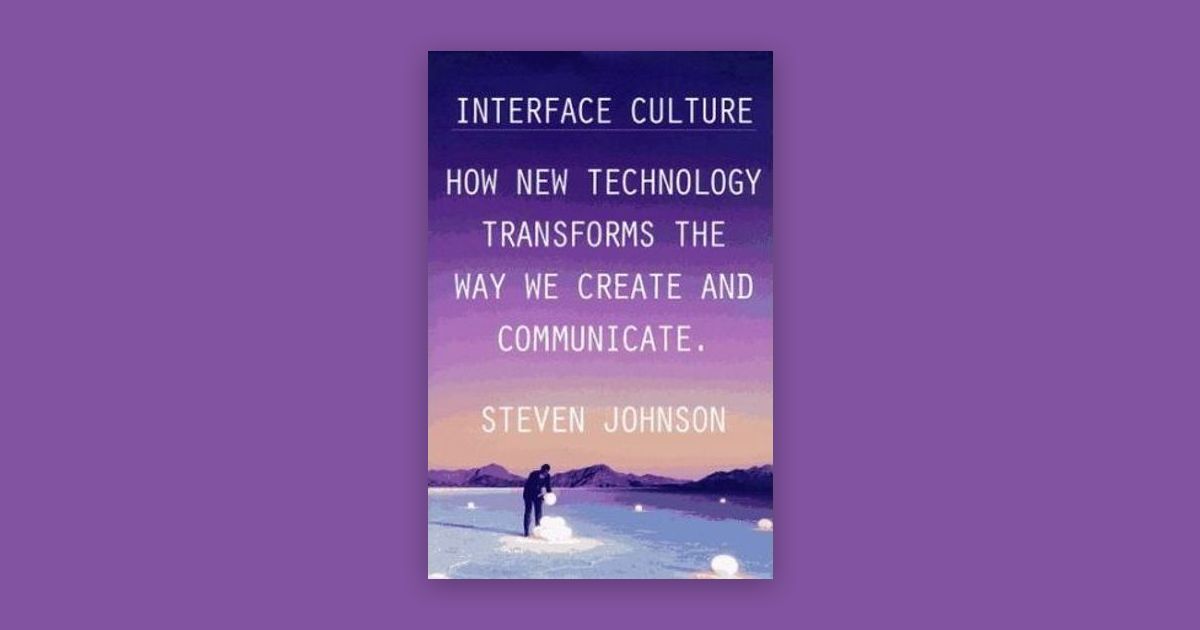 INTERFACE CULTURE
HOW NEW TECHNOLOGY
TRANSFORMS THE
WAY WE CREATE AND
COMMUNICATE.
STEVEN JOHNSON